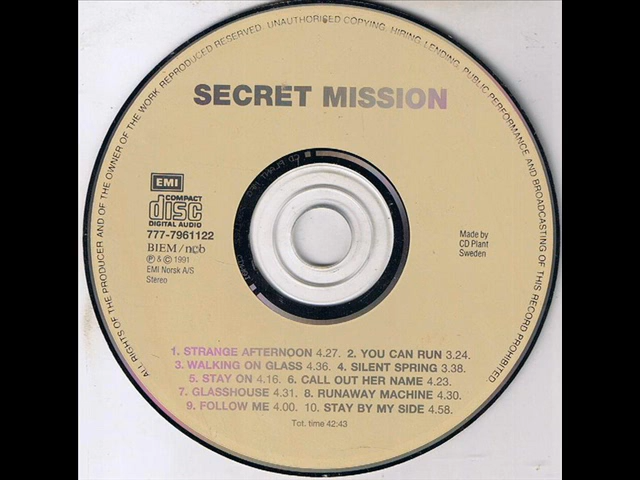 ALL RIGHTS OF THE PRODUCER AND OF THE OWNER OF THE WORK REPRODUCED RESERVED. UNAUTHORISED COPYING, HIRING, LENDING, PUBLIC PERFORMANCE AND BROADCASTING OF THIS RECORD PROHIBITED.
SECRET MISSION
EMI
COMPACT
disc
DIGITAL AUDIO
777-7961122
BIEM/ncb
℗ & © 1991
EMI Norsk A/S
Stereo
Made by
CD Plant
Sweden
1. STRANGE AFTERNOON 4.27. 2. YOU CAN RUN 3.24.
3. WALKING ON GLASS 4.36. 4. SILENT SPRING 3.38.
5. STAY ON 4.16. 6. CALL OUT HER NAME 4.23.
7. GLASSHOUSE 4.31. 8. RUNAWAY MACHINE 4.30.
9. FOLLOW ME 4.00. 10. STAY BY MY SIDE 4.58.
Tot. time 42:43